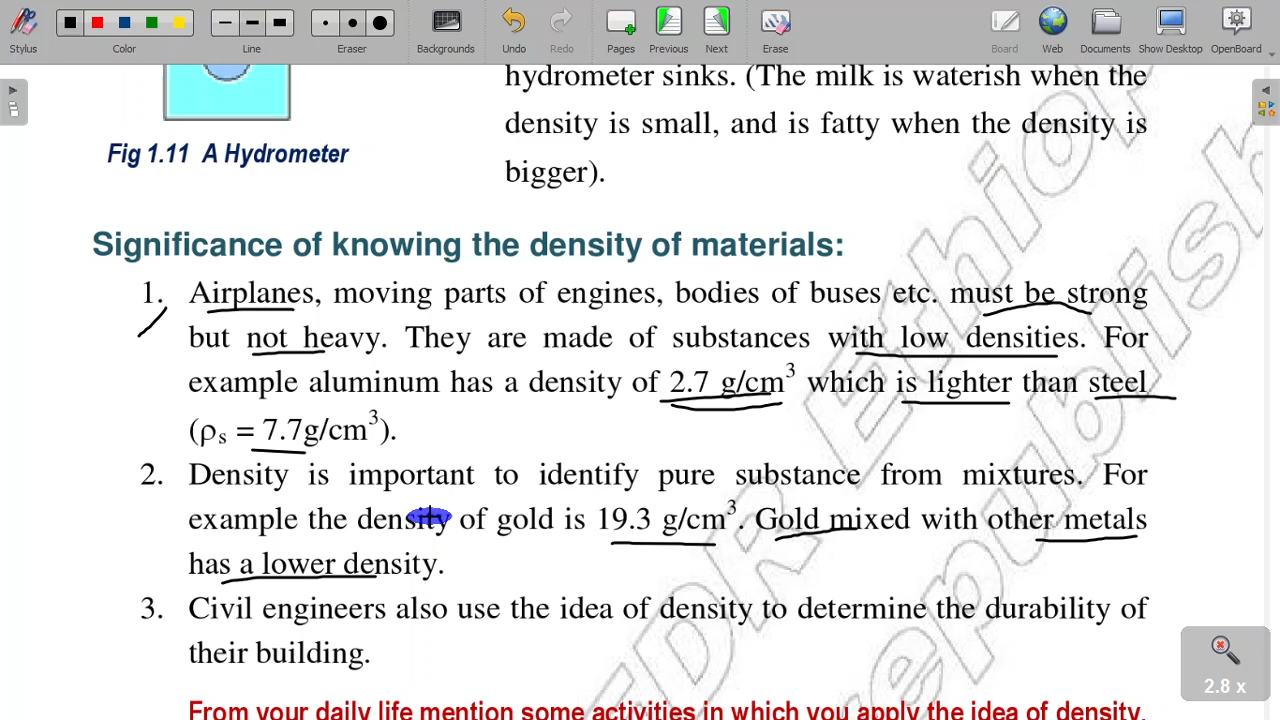 Stylus Color Line Eraser Backgrounds Undo Redo Pages Previous Next Erase Board Web Documents Show Desktop OpenBoard
hydrometer sinks. (The milk is waterish when the
density is small, and is fatty when the density is
bigger).
Fig 1.11 A Hydrometer
Significance of knowing the density of materials:
1. Airplanes, moving parts of engines, bodies of buses etc. must be strong
but not heavy. They are made of substances with low densities. For
example aluminum has a density of 2.7 g/cm³ which is lighter than steel
(ρₛ = 7.7g/cm³).
2. Density is important to identify pure substance from mixtures. For
example the density of gold is 19.3 g/cm³. Gold mixed with other metals
has a lower density.
3. Civil engineers also use the idea of density to determine the durability of
their building.
2.8 x
From your daily life mention some activities in which you apply the idea of density.